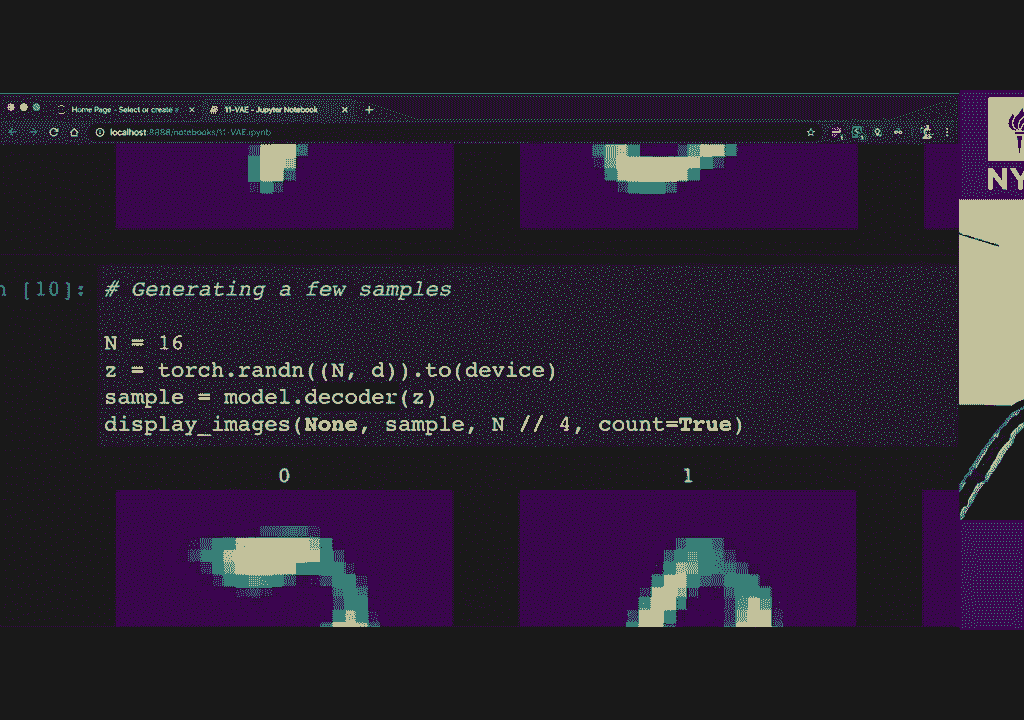 Home Page - Select or create
11-VAE - Jupyter Notebook
localhost:8888/notebooks/11-VAE.ipynb
NY
n [10]:
# Generating a few samples
N = 16
z = torch.randn((N, d)).to(device)
sample = model.decoder(z)
display_images(None, sample, N // 4, count=True)
0 1